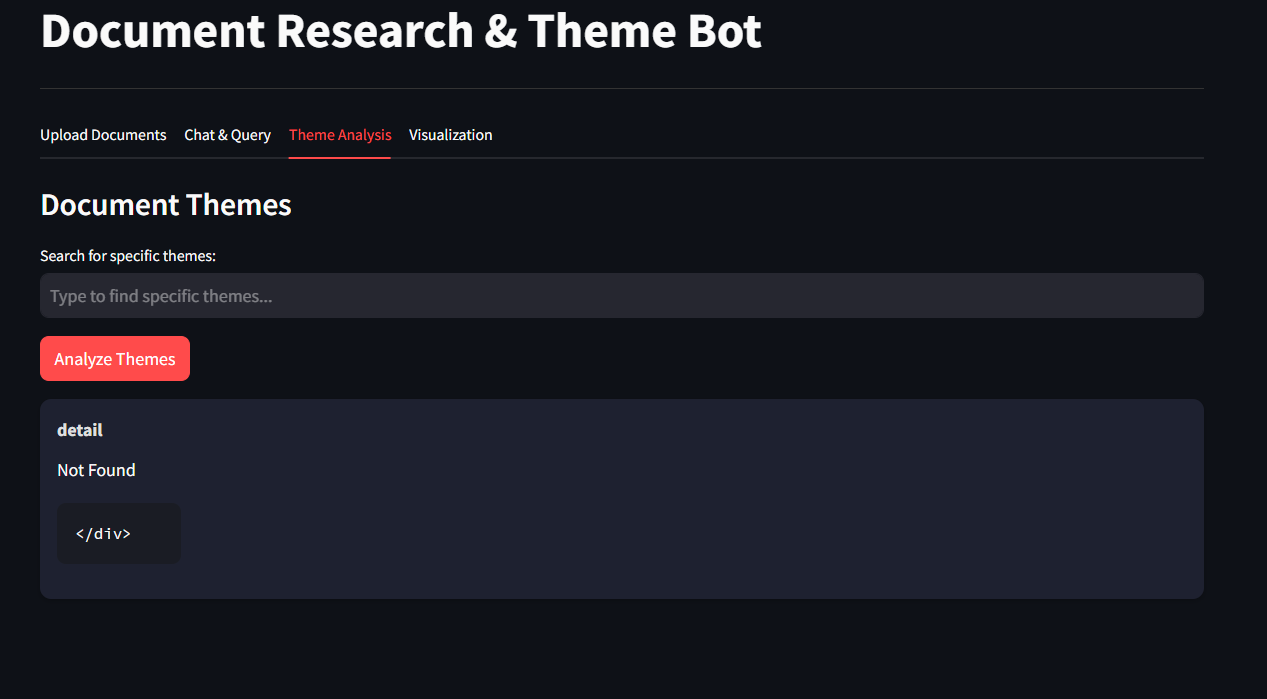 Document Research & Theme Bot
Upload Documents Chat & Query Theme Analysis Visualization
Document Themes
Search for specific themes:
Type to find specific themes...
Analyze Themes
detail
Not Found
</div>